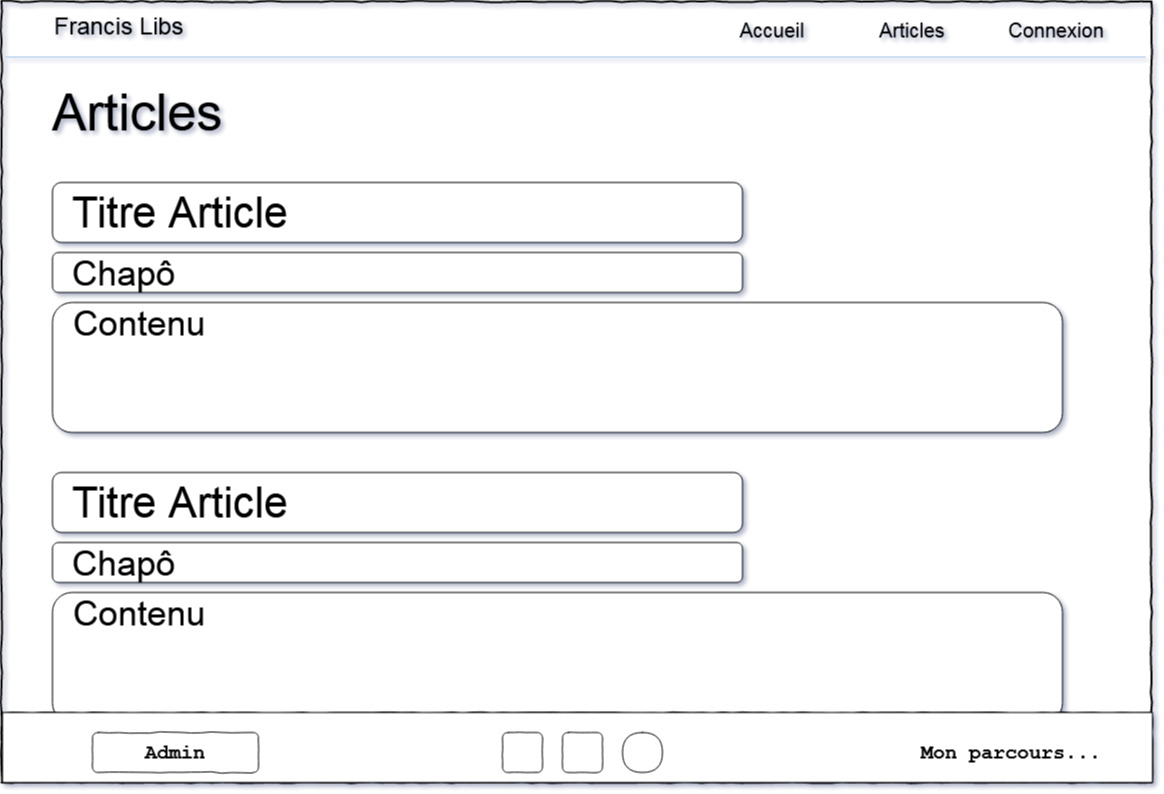 Francis Libs
Accueil Articles Connexion
Articles
Titre Article
Chapô
Contenu
Titre Article
Chapô
Contenu
Admin
Mon parcours...